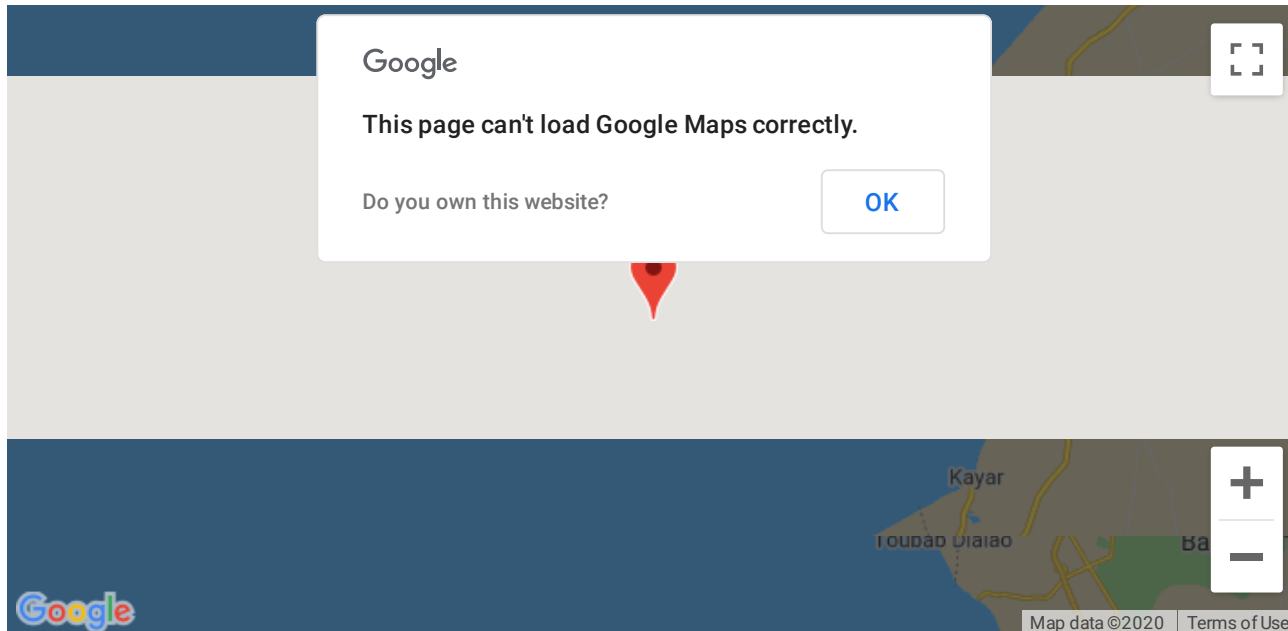 Google
This page can't load Google Maps correctly.
Do you own this website?
OK
Kayar
Toubab Dialao
Ba
Google
Map data ©2020
Terms of Use